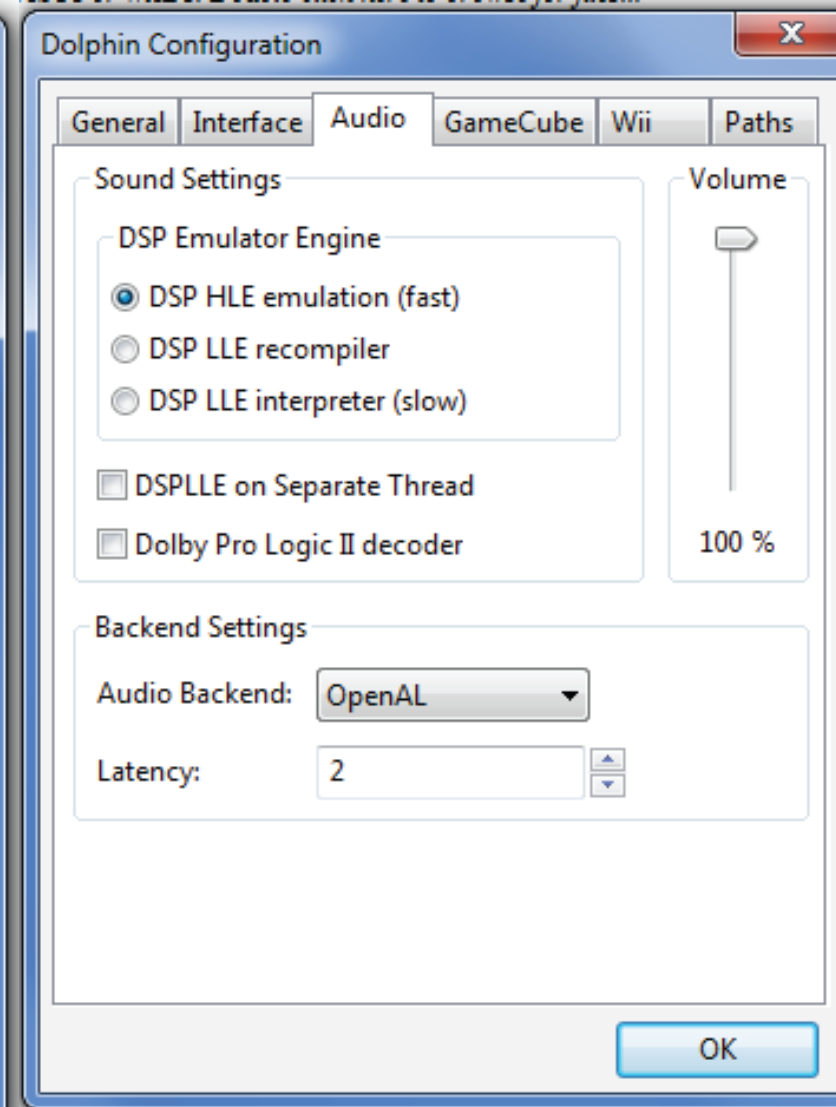 Dolphin Configuration
General Interface Audio GameCube Wii Paths
Sound Settings
Volume
DSP Emulator Engine
DSP HLE emulation (fast)
DSP LLE recompiler
DSP LLE interpreter (slow)
DSPLLE on Separate Thread
Dolby Pro Logic II decoder
100 %
Backend Settings
Audio Backend: OpenAL
Latency: 2
OK